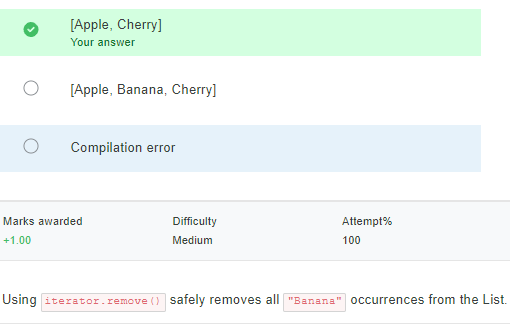 [Apple, Cherry]
Your answer
[Apple, Banana, Cherry]
Compilation error
Marks awarded Difficulty Attempt%
+1.00 Medium 100
Using iterator.remove() safely removes all "Banana" occurrences from the List.